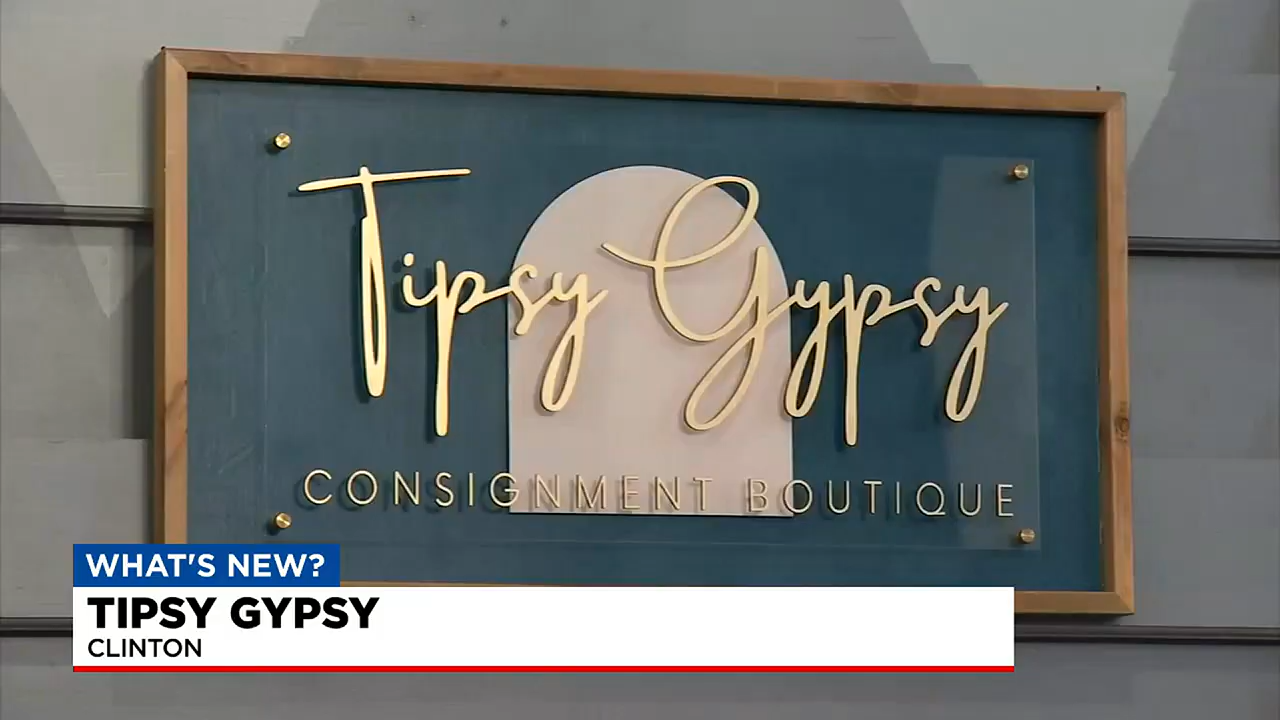 Tipsy Gypsy
CONSIGNMENT BOUTIQUE
WHAT'S NEW?
TIPSY GYPSY
CLINTON